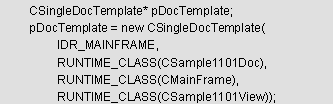 CSingleDocTemplate* pDocTemplate;
pDocTemplate = new CSingleDocTemplate(
IDR_MAINFRAME,
RUNTIME_CLASS(CSample1101Doc),
RUNTIME_CLASS(CMainFrame),
RUNTIME_CLASS(CSample1101View));